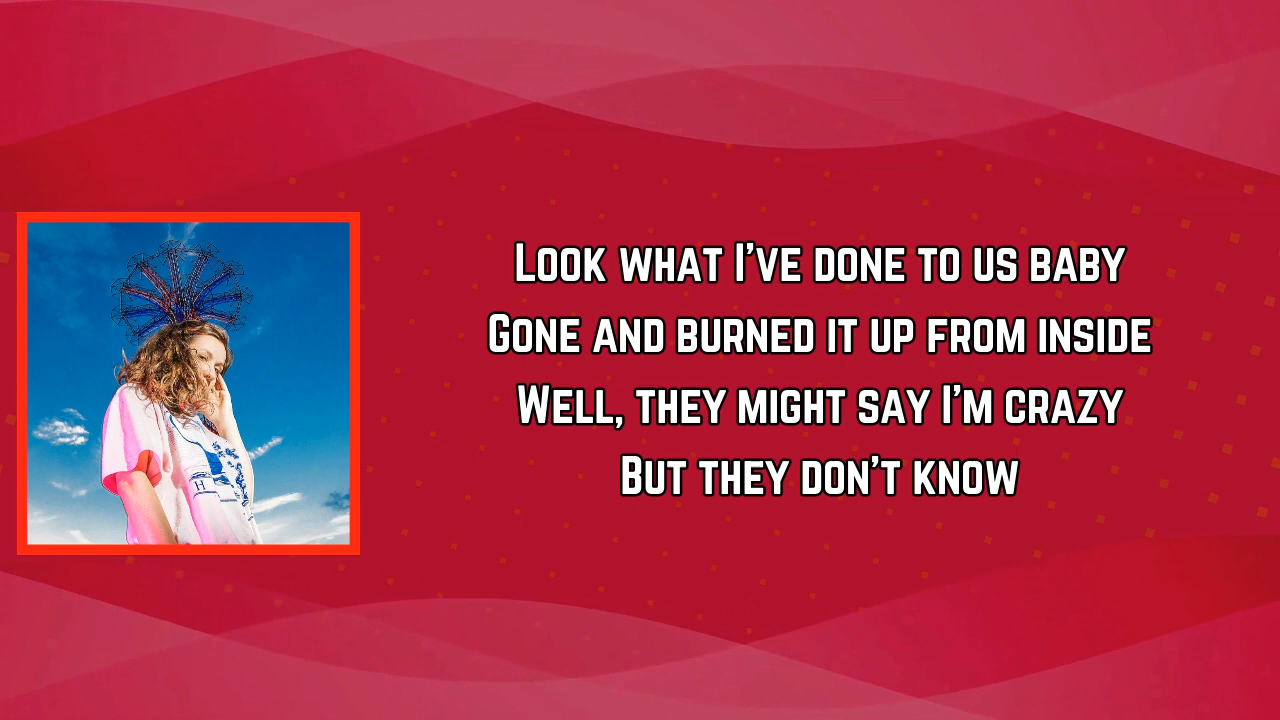 Look what I've done to us baby
Gone and burned it up from inside
Well, they might say I'm crazy
But they don't know
H